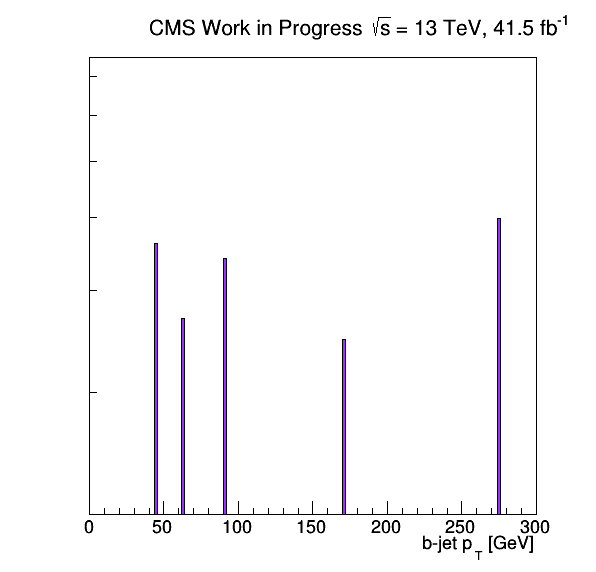 CMS Work in Progress √s = 13 TeV, 41.5 fb⁻¹
0 50 100 150 200 250 300
b-jet p_T [GeV]